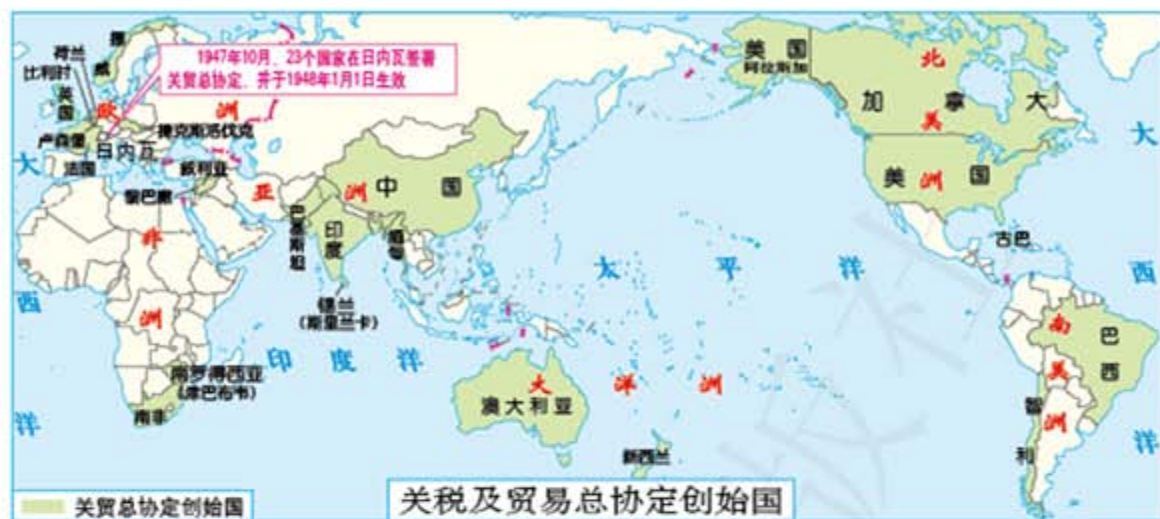 挪
威
荷兰
比利时
英
国
卢森堡
法国
日内瓦
捷克斯洛伐克
叙利亚
黎巴嫩
1947年10月，23个国家在日内瓦签署
关贸总协定，并于1948年1月1日生效
欧 洲
亚 洲
非
洲
中 国
巴基斯坦
印度
缅甸
锡兰
(斯里兰卡)
南罗得西亚
(津巴布韦)
南非
大
西
洋
印 度 洋
太 平 洋
澳大利亚
大 洋 洲
新西兰
美 国
阿拉斯加
加 拿 大
北
美
洲
美 国
古巴
大
西
洋
南
美
洲
巴
西
智
利
关贸总协定创始国
关税及贸易总协定创始国